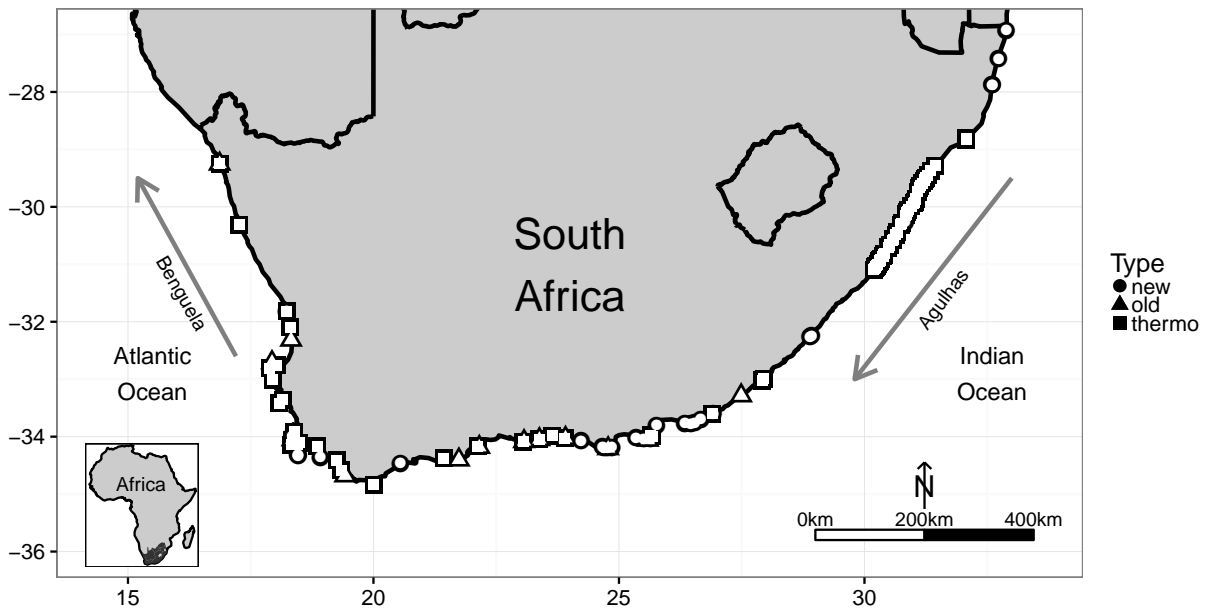 −28
−30
−32
−34
−36
15
20
25
30
South
Africa
Benguela
Agulhas
Atlantic
Ocean
Indian
Ocean
Africa
N
0km 200km 400km
Type
new
old
thermo